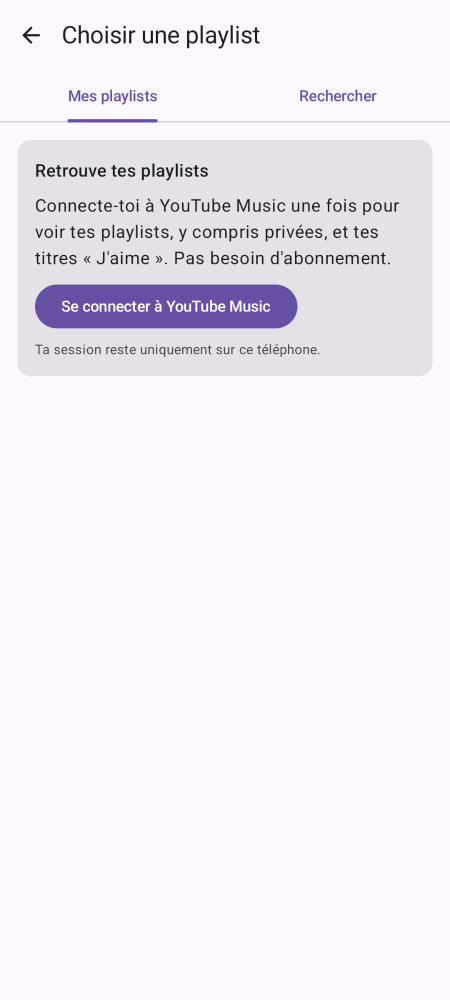 Choisir une playlist
Mes playlists
Rechercher
Retrouve tes playlists
Connecte-toi à YouTube Music une fois pour
voir tes playlists, y compris privées, et tes
titres « J'aime ». Pas besoin d'abonnement.
Se connecter à YouTube Music
Ta session reste uniquement sur ce téléphone.